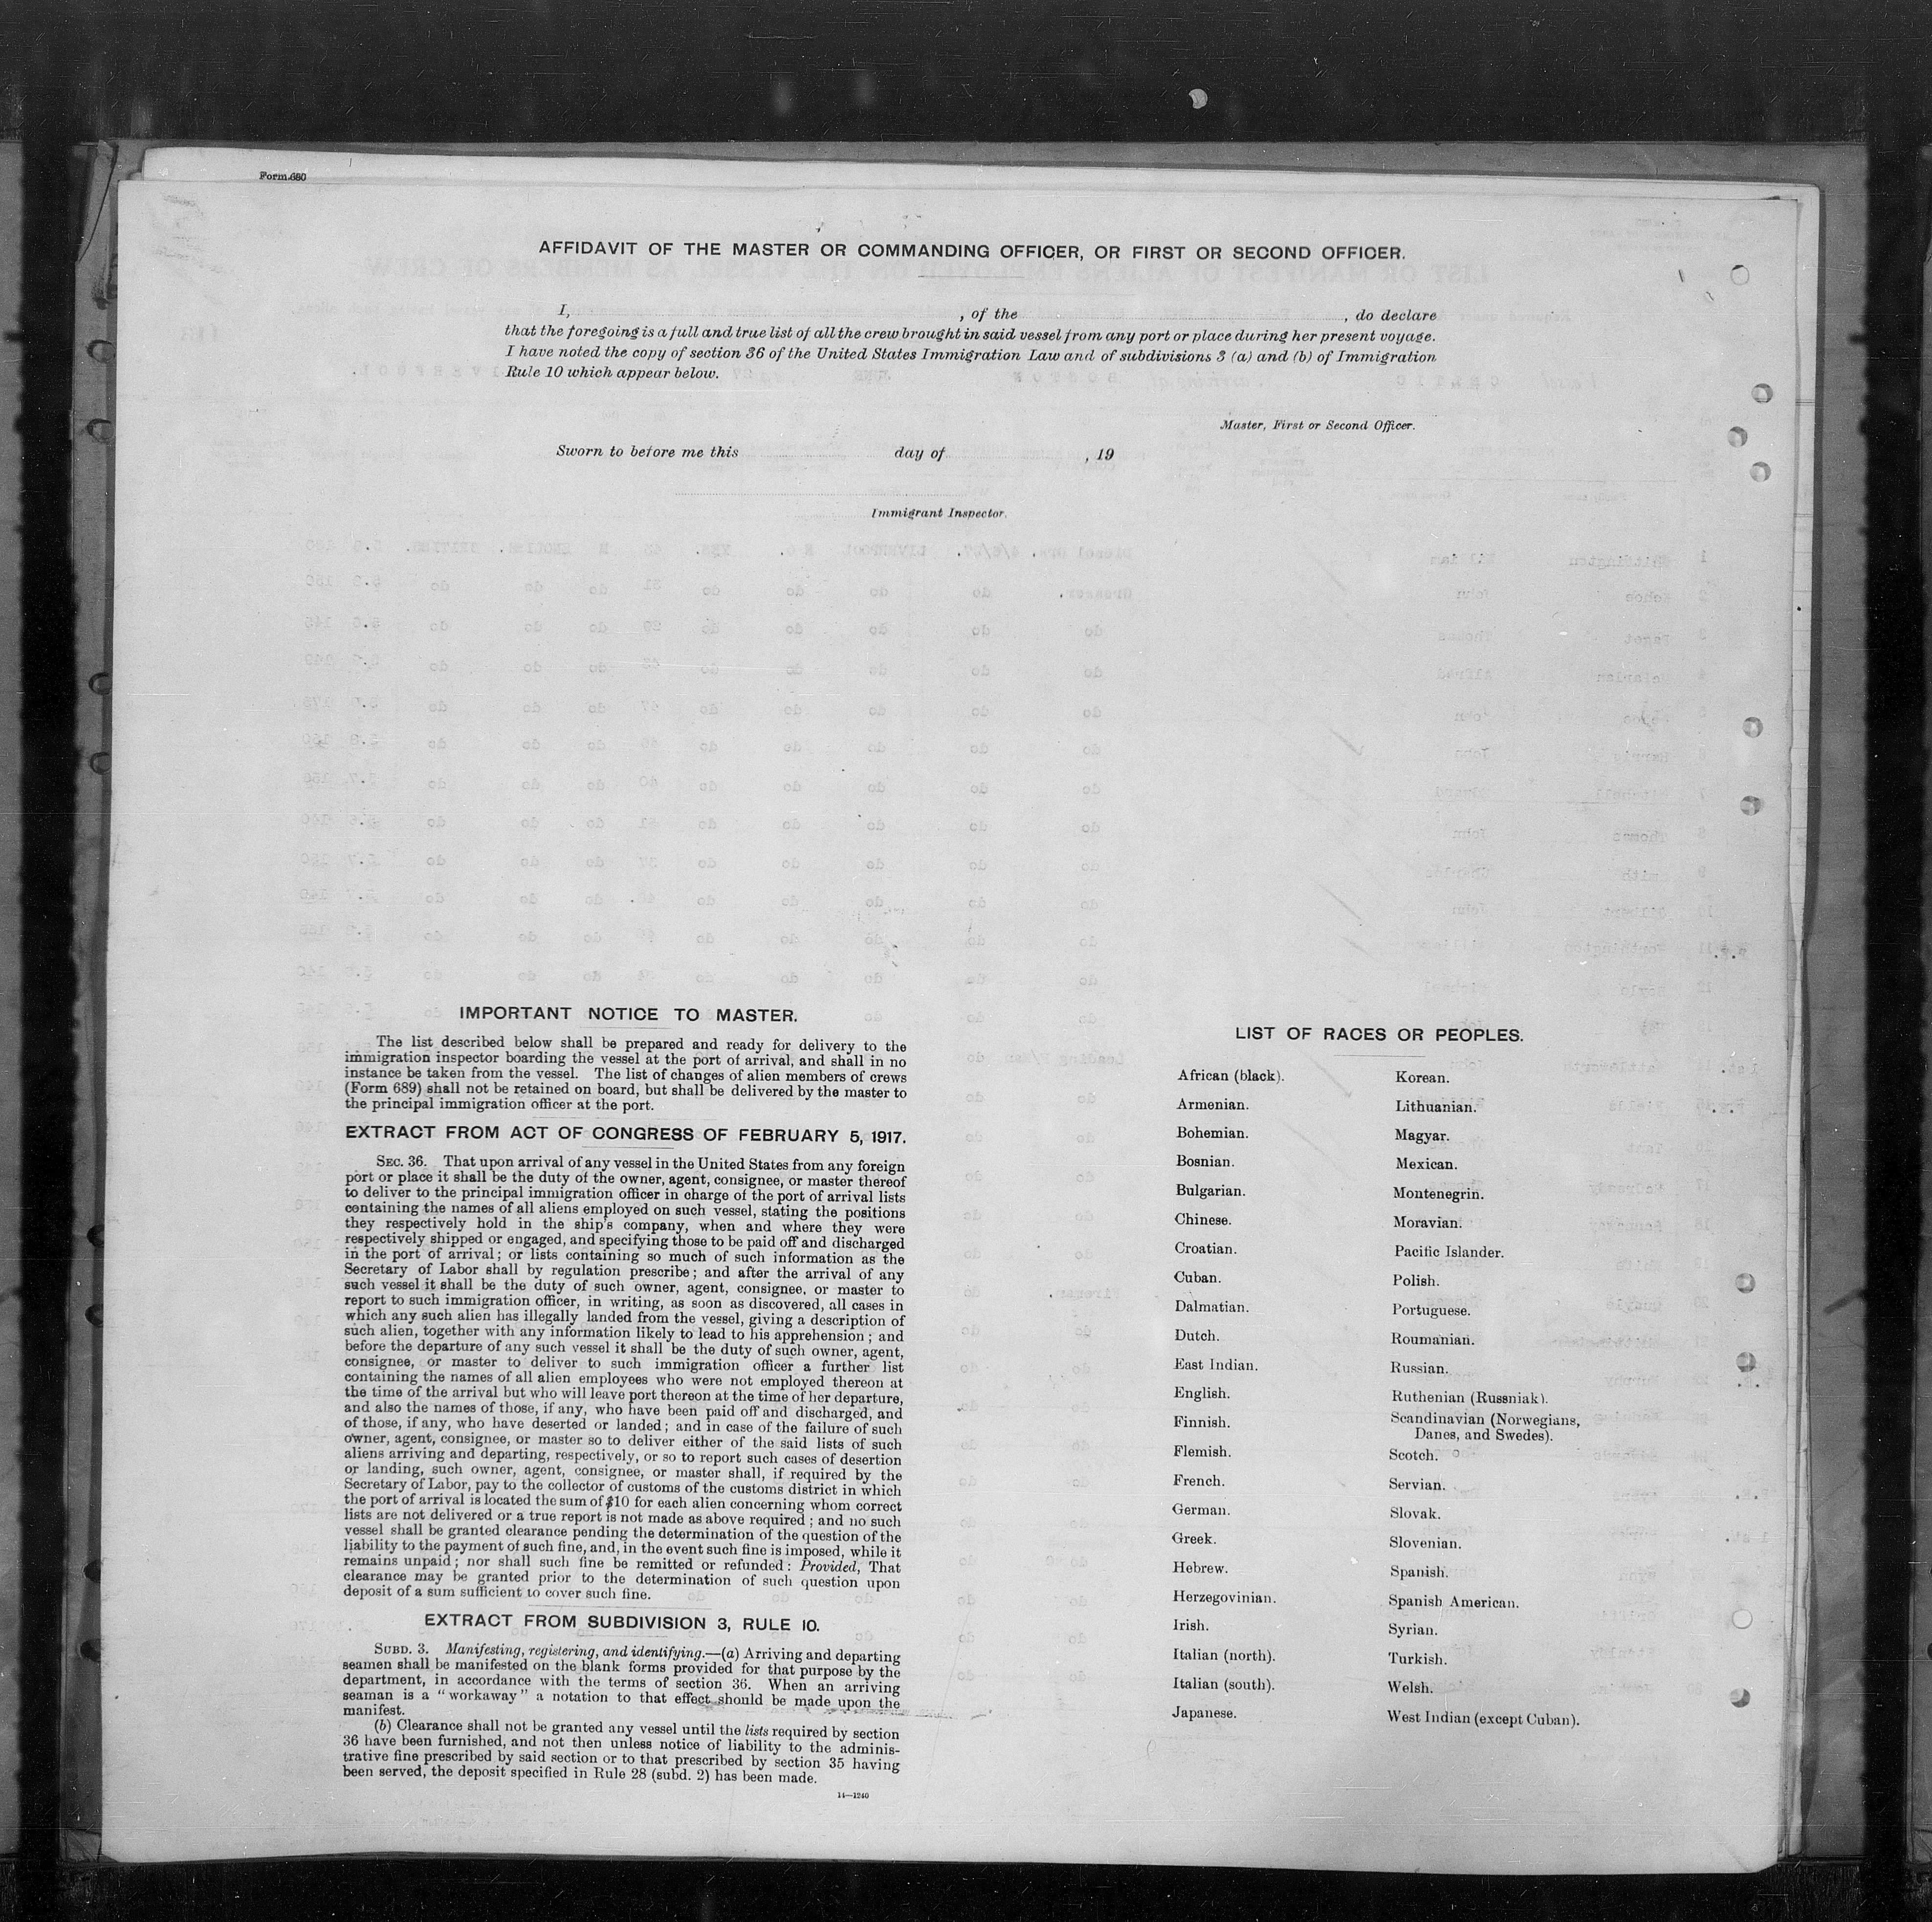 Form 680
AFFIDAVIT OF THE MASTER OR COMMANDING OFFICER, OR FIRST OR SECOND OFFICER.
I, , of the , do declare
that the foregoing is a full and true list of all the crew brought in said vessel from any port or place during her present voyage.
I have noted the copy of section 36 of the United States Immigration Law and of subdivisions 3 (a) and (b) of Immigration
Rule 10 which appear below.
Master, First or Second Officer.
Sworn to before me this day of , 19
Immigrant Inspector.
IMPORTANT NOTICE TO MASTER.
The list described below shall be prepared and ready for delivery to the
immigration inspector boarding the vessel at the port of arrival, and shall in no
instance be taken from the vessel. The list of changes of alien members of crews
(Form 689) shall not be retained on board, but shall be delivered by the master to
the principal immigration officer at the port.
EXTRACT FROM ACT OF CONGRESS OF FEBRUARY 5, 1917.
SEC. 36. That upon arrival of any vessel in the United States from any foreign
port or place it shall be the duty of the owner, agent, consignee, or master thereof
to deliver to the principal immigration officer in charge of the port of arrival lists
containing the names of all aliens employed on such vessel, stating the positions
they respectively hold in the ship's company, when and where they were
respectively shipped or engaged, and specifying those to be paid off and discharged
in the port of arrival; or lists containing so much of such information as the
Secretary of Labor shall by regulation prescribe; and after the arrival of any
such vessel it shall be the duty of such owner, agent, consignee, or master to
report to such immigration officer, in writing, as soon as discovered, all cases in
which any such alien has illegally landed from the vessel, giving a description of
such alien, together with any information likely to lead to his apprehension; and
before the departure of any such vessel it shall be the duty of such owner, agent,
consignee, or master to deliver to such immigration officer a further list
containing the names of all alien employees who were not employed thereon at
the time of the arrival but who will leave port thereon at the time of her departure,
and also the names of those, if any, who have been paid off and discharged, and
of those, if any, who have deserted or landed; and in case of the failure of such
owner, agent, consignee, or master so to deliver either of the said lists of such
aliens arriving and departing, respectively, or so to report such cases of desertion
or landing, such owner, agent, consignee, or master shall, if required by the
Secretary of Labor, pay to the collector of customs of the customs district in which
the port of arrival is located the sum of $10 for each alien concerning whom correct
lists are not delivered or a true report is not made as above required; and no such
vessel shall be granted clearance pending the determination of the question of the
liability to the payment of such fine, and, in the event such fine is imposed, while it
remains unpaid; nor shall such fine be remitted or refunded: Provided, That
clearance may be granted prior to the determination of such question upon
deposit of a sum sufficient to cover such fine.
EXTRACT FROM SUBDIVISION 3, RULE 10.
SUBD. 3. Manifesting, registering, and identifying.—(a) Arriving and departing
seamen shall be manifested on the blank forms provided for that purpose by the
department, in accordance with the terms of section 36. When an arriving
seaman is a "workaway" a notation to that effect should be made upon the
manifest.
(b) Clearance shall not be granted any vessel until the lists required by section
36 have been furnished, and not then unless notice of liability to the adminis-
trative fine prescribed by said section or to that prescribed by section 35 having
been served, the deposit specified in Rule 28 (subd. 2) has been made.
14—1240
LIST OF RACES OR PEOPLES.
African (black).
Armenian.
Bohemian.
Bosnian.
Bulgarian.
Chinese.
Croatian.
Cuban.
Dalmatian.
Dutch.
East Indian.
English.
Finnish.
Flemish.
French.
German.
Greek.
Hebrew.
Herzegovinian.
Irish.
Italian (north).
Italian (south).
Japanese.
Korean.
Lithuanian.
Magyar.
Mexican.
Montenegrin.
Moravian.
Pacific Islander.
Polish.
Portuguese.
Roumanian.
Russian.
Ruthenian (Russniak).
Scandinavian (Norwegians,
Danes, and Swedes).
Scotch.
Servian.
Slovak.
Slovenian.
Spanish.
Spanish American.
Syrian.
Turkish.
Welsh.
West Indian (except Cuban).